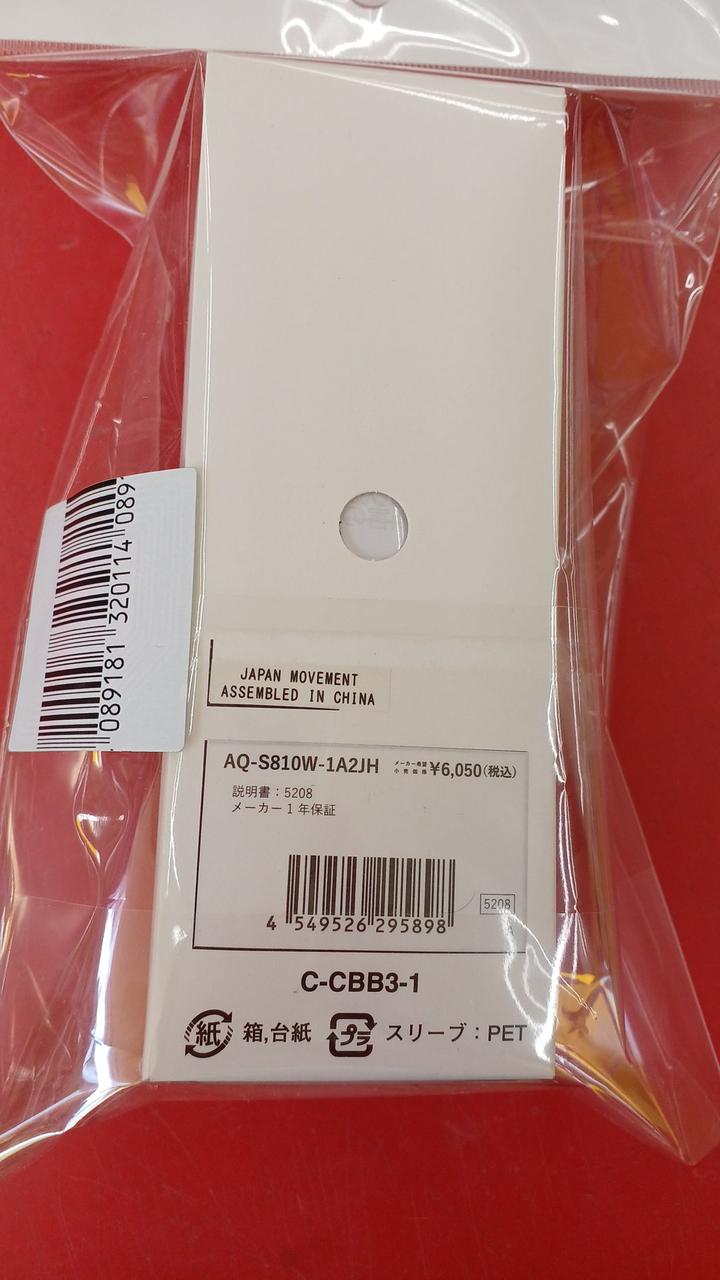 089181 320114 089
JAPAN MOVEMENT
ASSEMBLED IN CHINA
AQ-S810W-1A2JH メーカー希望小売価格 ¥6,050(税込)
説明書：5208
メーカー1年保証
4 549526 295898
5208
A
C-CBB3-1
紙 箱,台紙 プラ スリーブ：PET